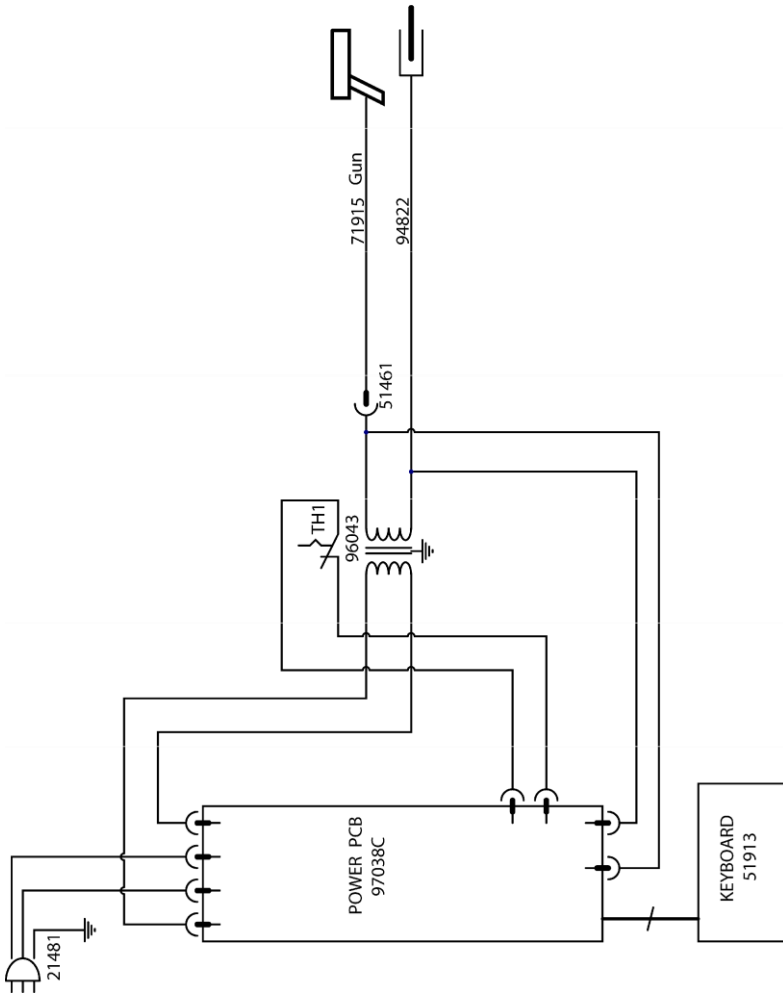 71915 Gun
94822
51461
TH1
96043
POWER PCB
97038C
KEYBOARD
51913
21481